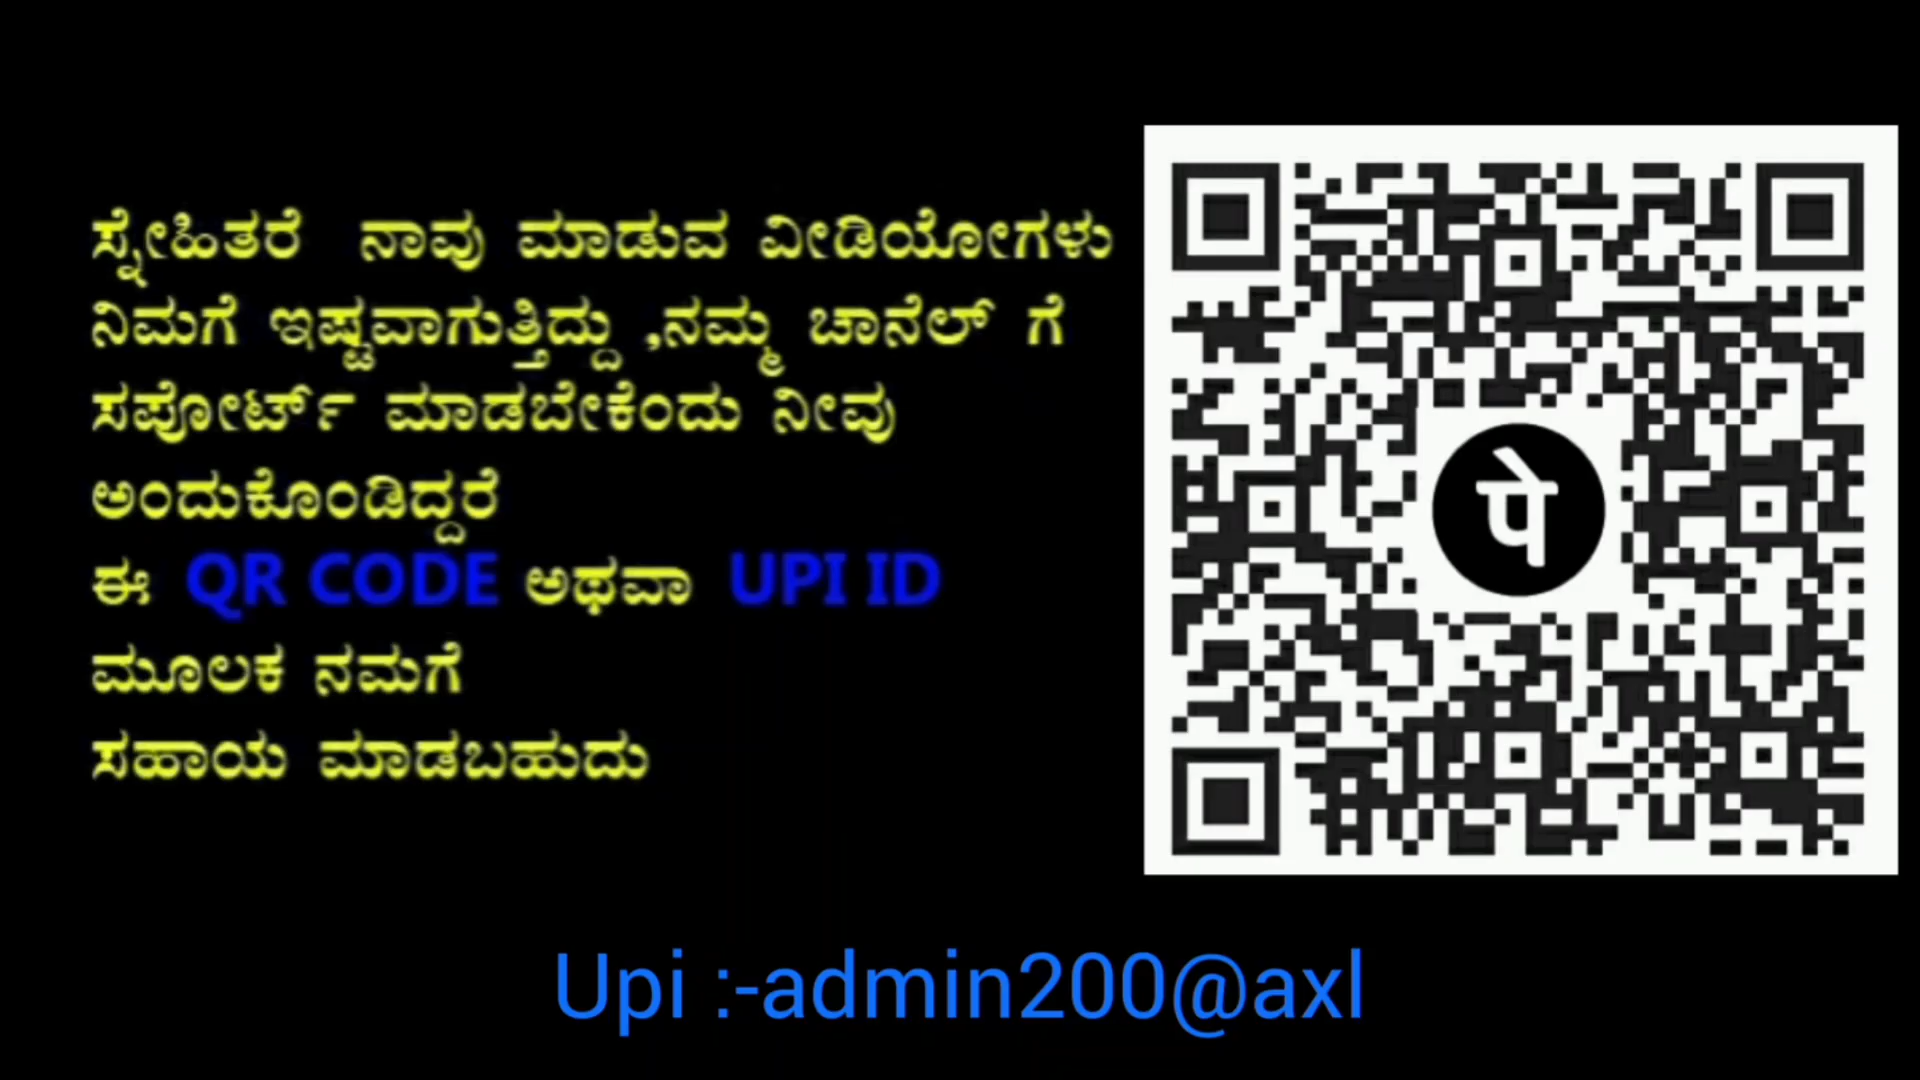 ಸ್ನೇಹಿತರೆ ನಾವು ಮಾಡುವ ವೀಡಿಯೋಗಳು
ನಿಮಗೆ ಇಷ್ಟವಾಗುತ್ತಿದ್ದು ,ನಮ್ಮ ಚಾನೆಲ್ ಗೆ
ಸಪೋರ್ಟ್ ಮಾಡಬೇಕೆಂದು ನೀವು
ಅಂದುಕೊಂಡಿದ್ದರೆ
ಈ QR CODE ಅಥವಾ UPI ID
ಮೂಲಕ ನಮಗೆ
ಸಹಾಯ ಮಾಡಬಹುದು
पे
Upi :-admin200@axl